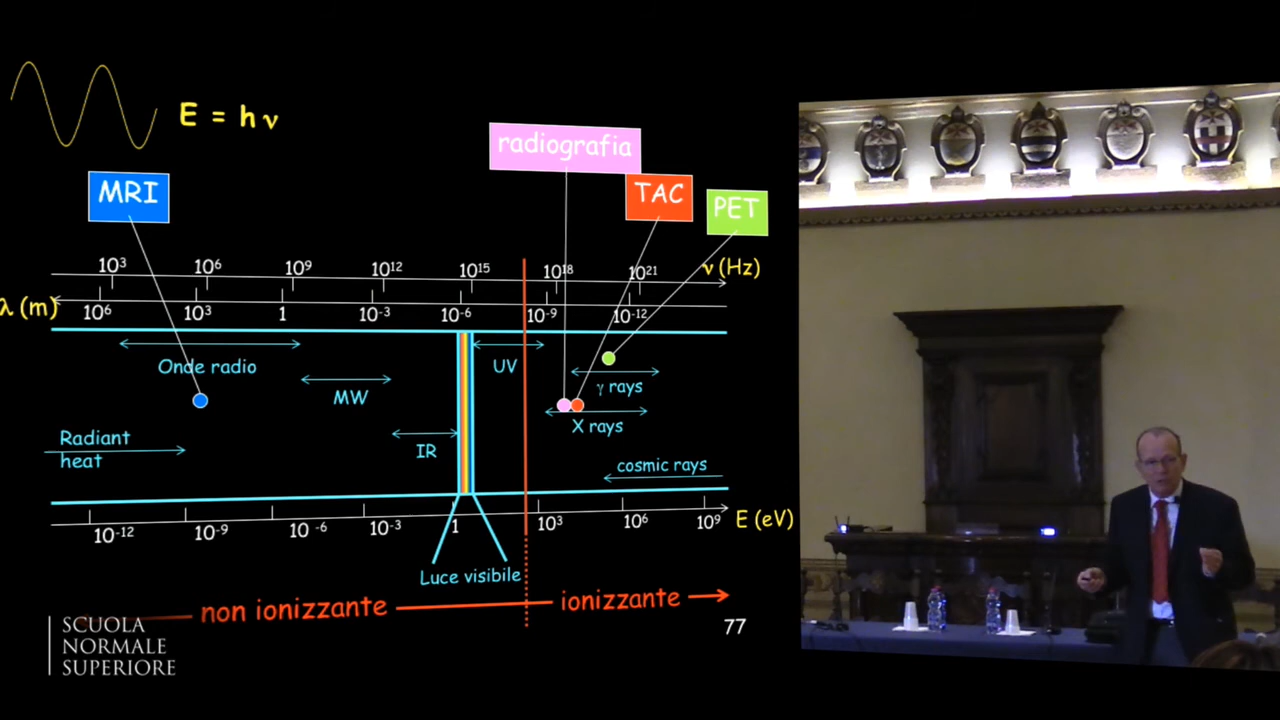 E = h ν
radiografia
MRI
TAC
PET
10³ 10⁶ 10⁹ 10¹² 10¹⁵ 10¹⁸ 10²¹ ν (Hz)
λ (m) 10⁶ 10³ 1 10⁻³ 10⁻⁶ 10⁻⁹ 10⁻¹²
Onde radio
UV
γ rays
MW
X rays
Radiant
heat
IR
cosmic rays
10⁻¹² 10⁻⁹ 10⁻⁶ 10⁻³ 1 10³ 10⁶ 10⁹ E (eV)
Luce visibile
non ionizzante
ionizzante
77
SCUOLA
NORMALE
SUPERIORE